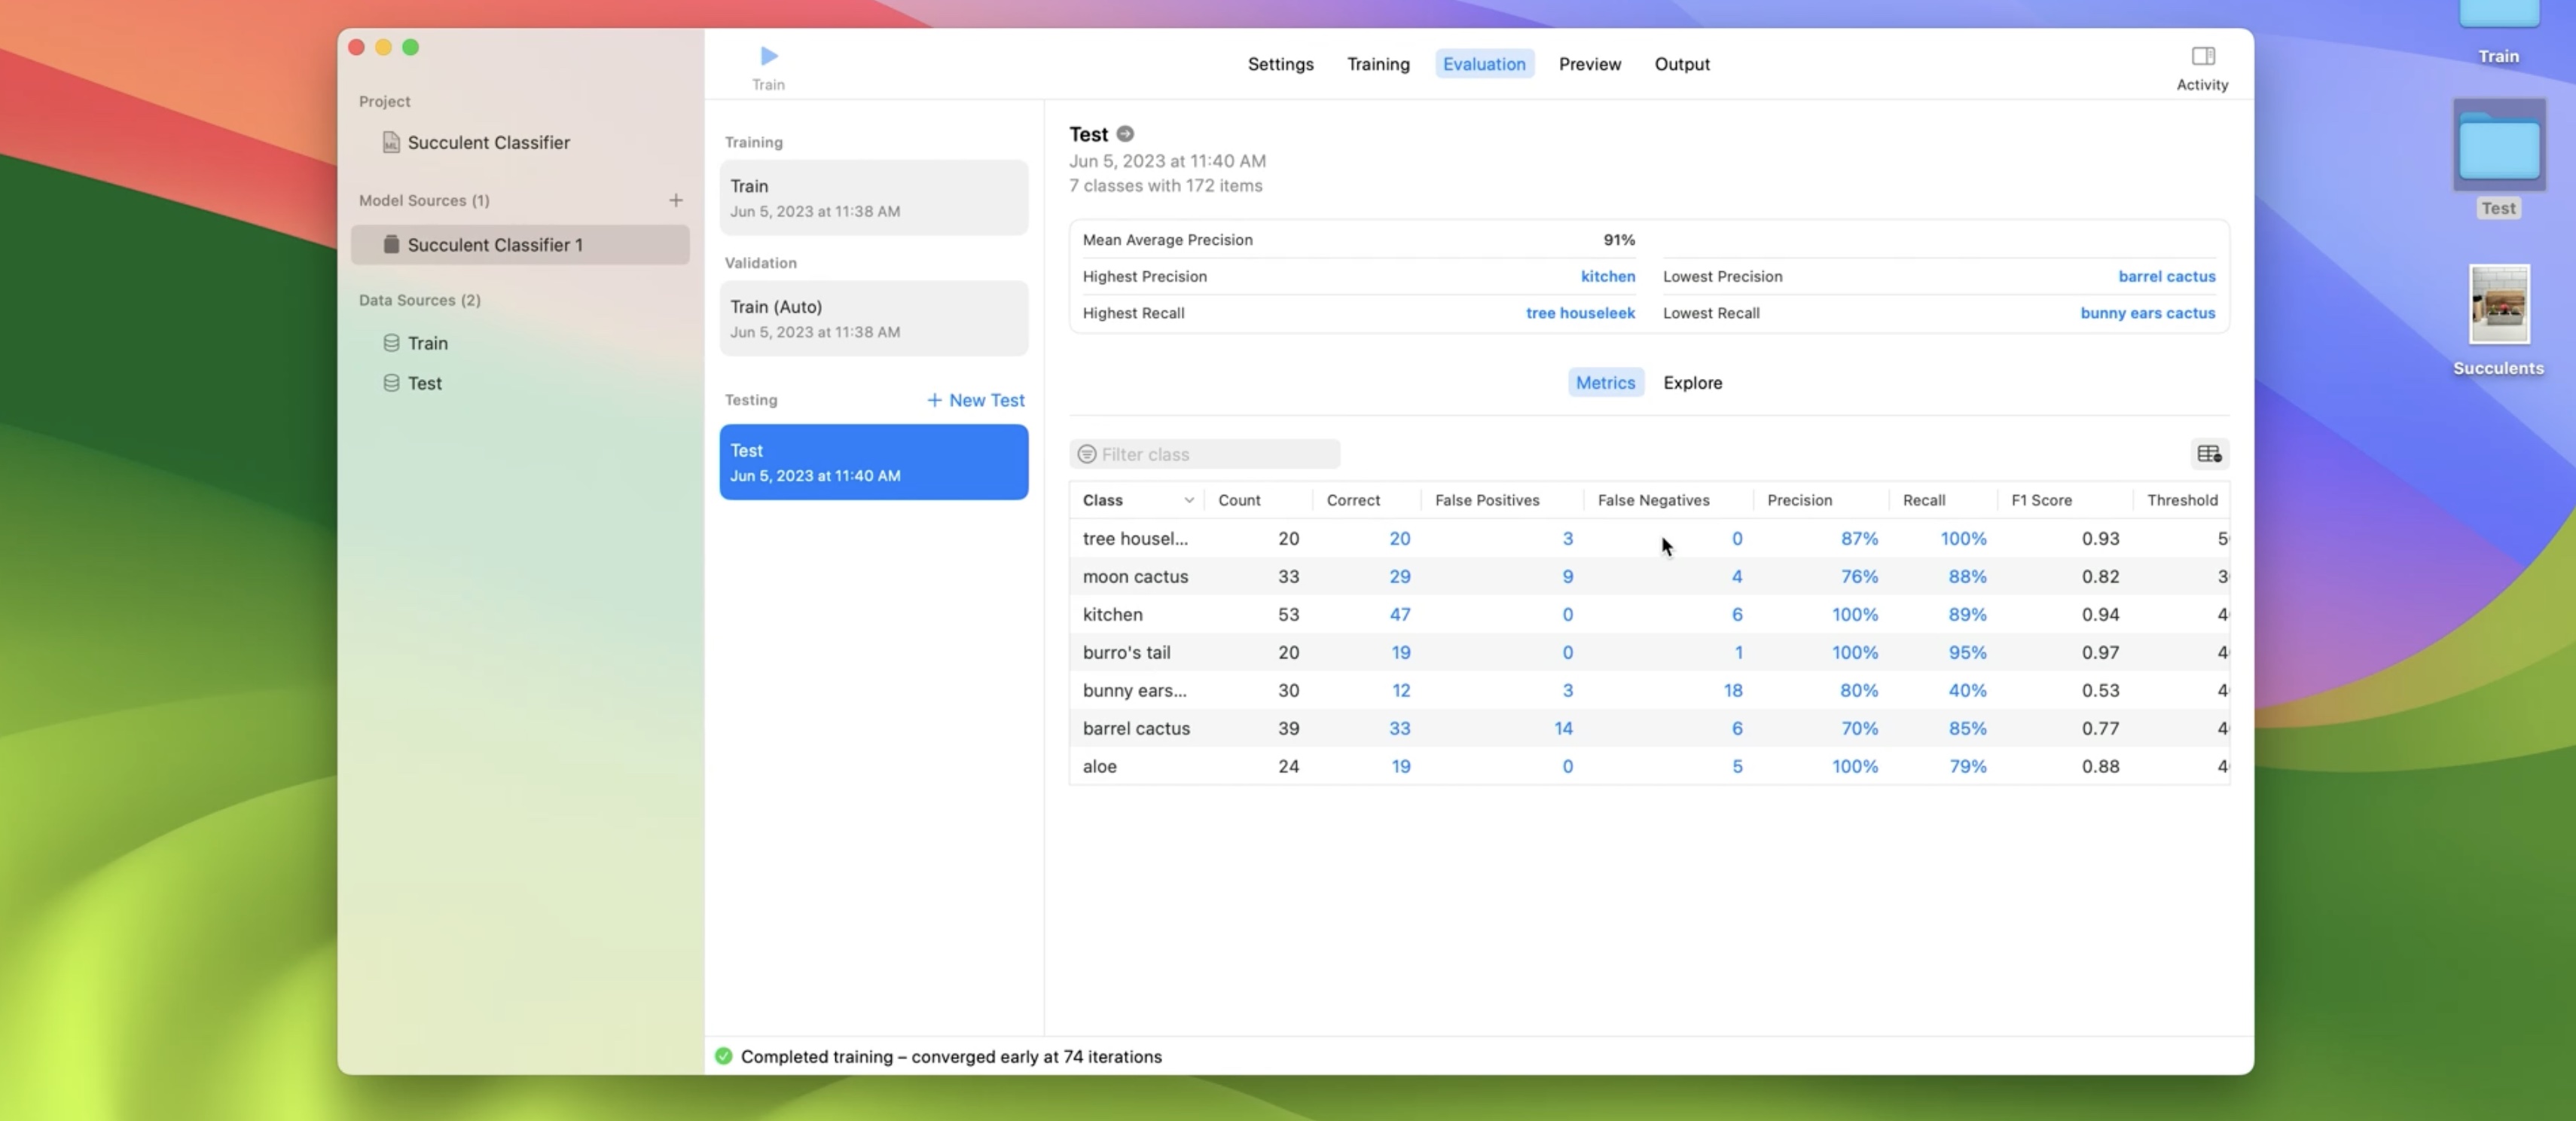 Train
Settings
Training
Evaluation
Preview
Output
Activity
Project
Succulent Classifier
Model Sources (1)
Succulent Classifier 1
Data Sources (2)
Train
Test
Training
Train
Jun 5, 2023 at 11:38 AM
Validation
Train (Auto)
Jun 5, 2023 at 11:38 AM
Testing
+ New Test
Test
Jun 5, 2023 at 11:40 AM
Test
Jun 5, 2023 at 11:40 AM
7 classes with 172 items
Mean Average Precision 91%
Highest Precision kitchen Lowest Precision barrel cactus
Highest Recall tree houseleek Lowest Recall bunny ears cactus
Metrics Explore
Filter class
Class Count Correct False Positives False Negatives Precision Recall F1 Score Threshold
tree housel... 20 20 3 0 87% 100% 0.93 5
moon cactus 33 29 9 4 76% 88% 0.82 3
kitchen 53 47 0 6 100% 89% 0.94 4
burro's tail 20 19 0 1 100% 95% 0.97 4
bunny ears... 30 12 3 18 80% 40% 0.53 4
barrel cactus 39 33 14 6 70% 85% 0.77 4
aloe 24 19 0 5 100% 79% 0.88 4
Completed training – converged early at 74 iterations
Train
Test
Succulents